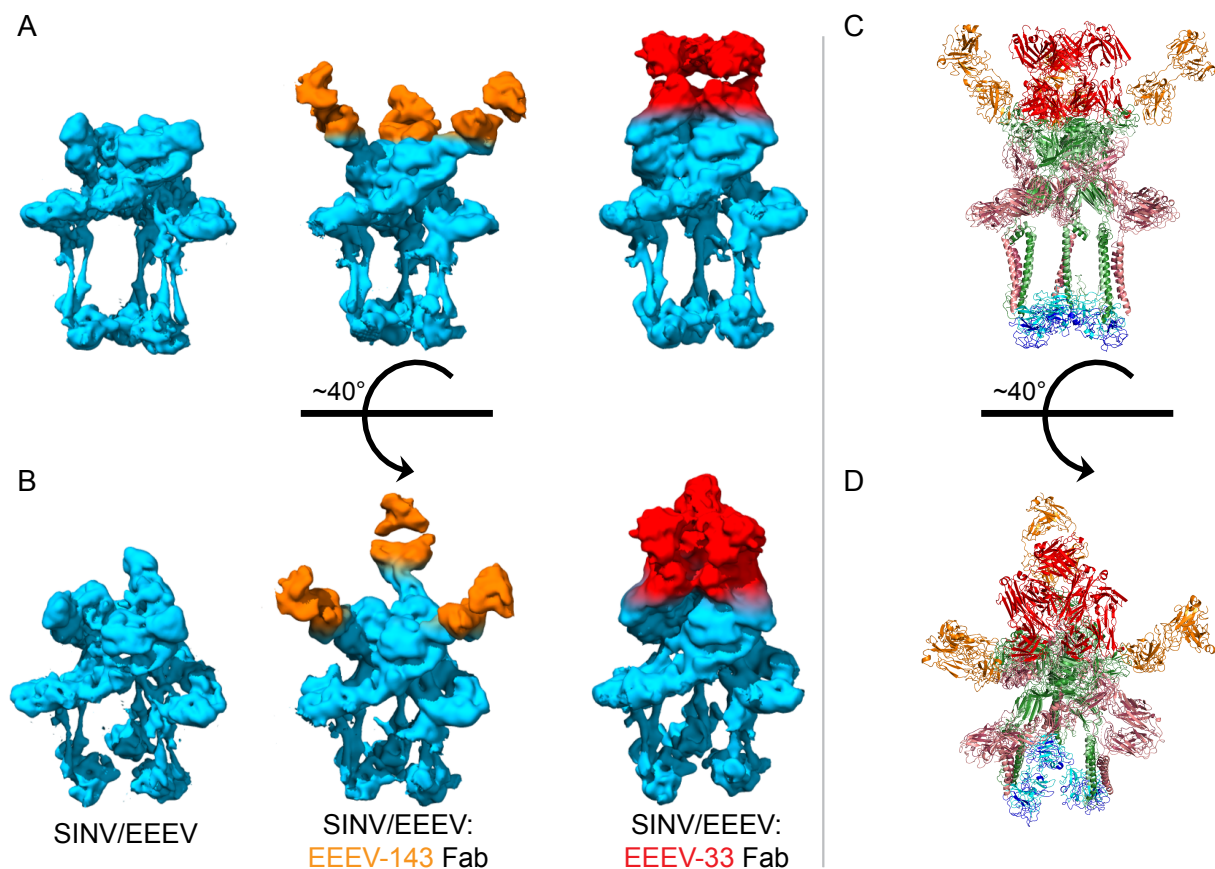 A
C
~40°
~40°
B
D
SINV/EEEV
SINV/EEEV:
EEEV-143 Fab
SINV/EEEV:
EEEV-33 Fab